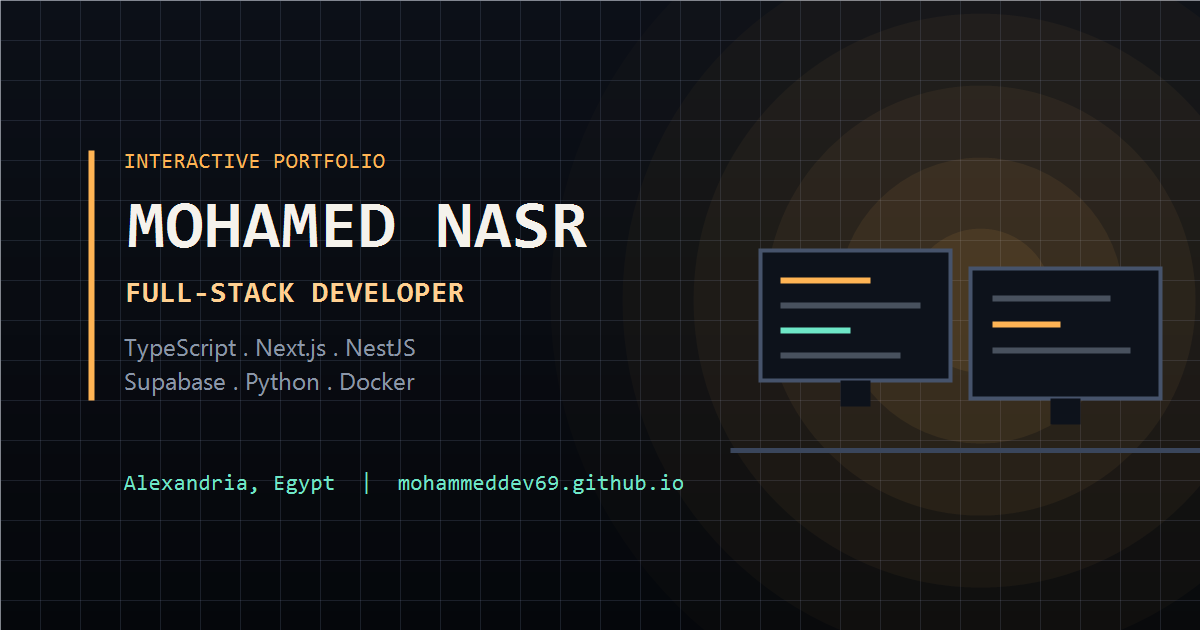 INTERACTIVE PORTFOLIO
MOHAMED NASR
FULL-STACK DEVELOPER
TypeScript . Next.js . NestJS
Supabase . Python . Docker
Alexandria, Egypt | mohammeddev69.github.io